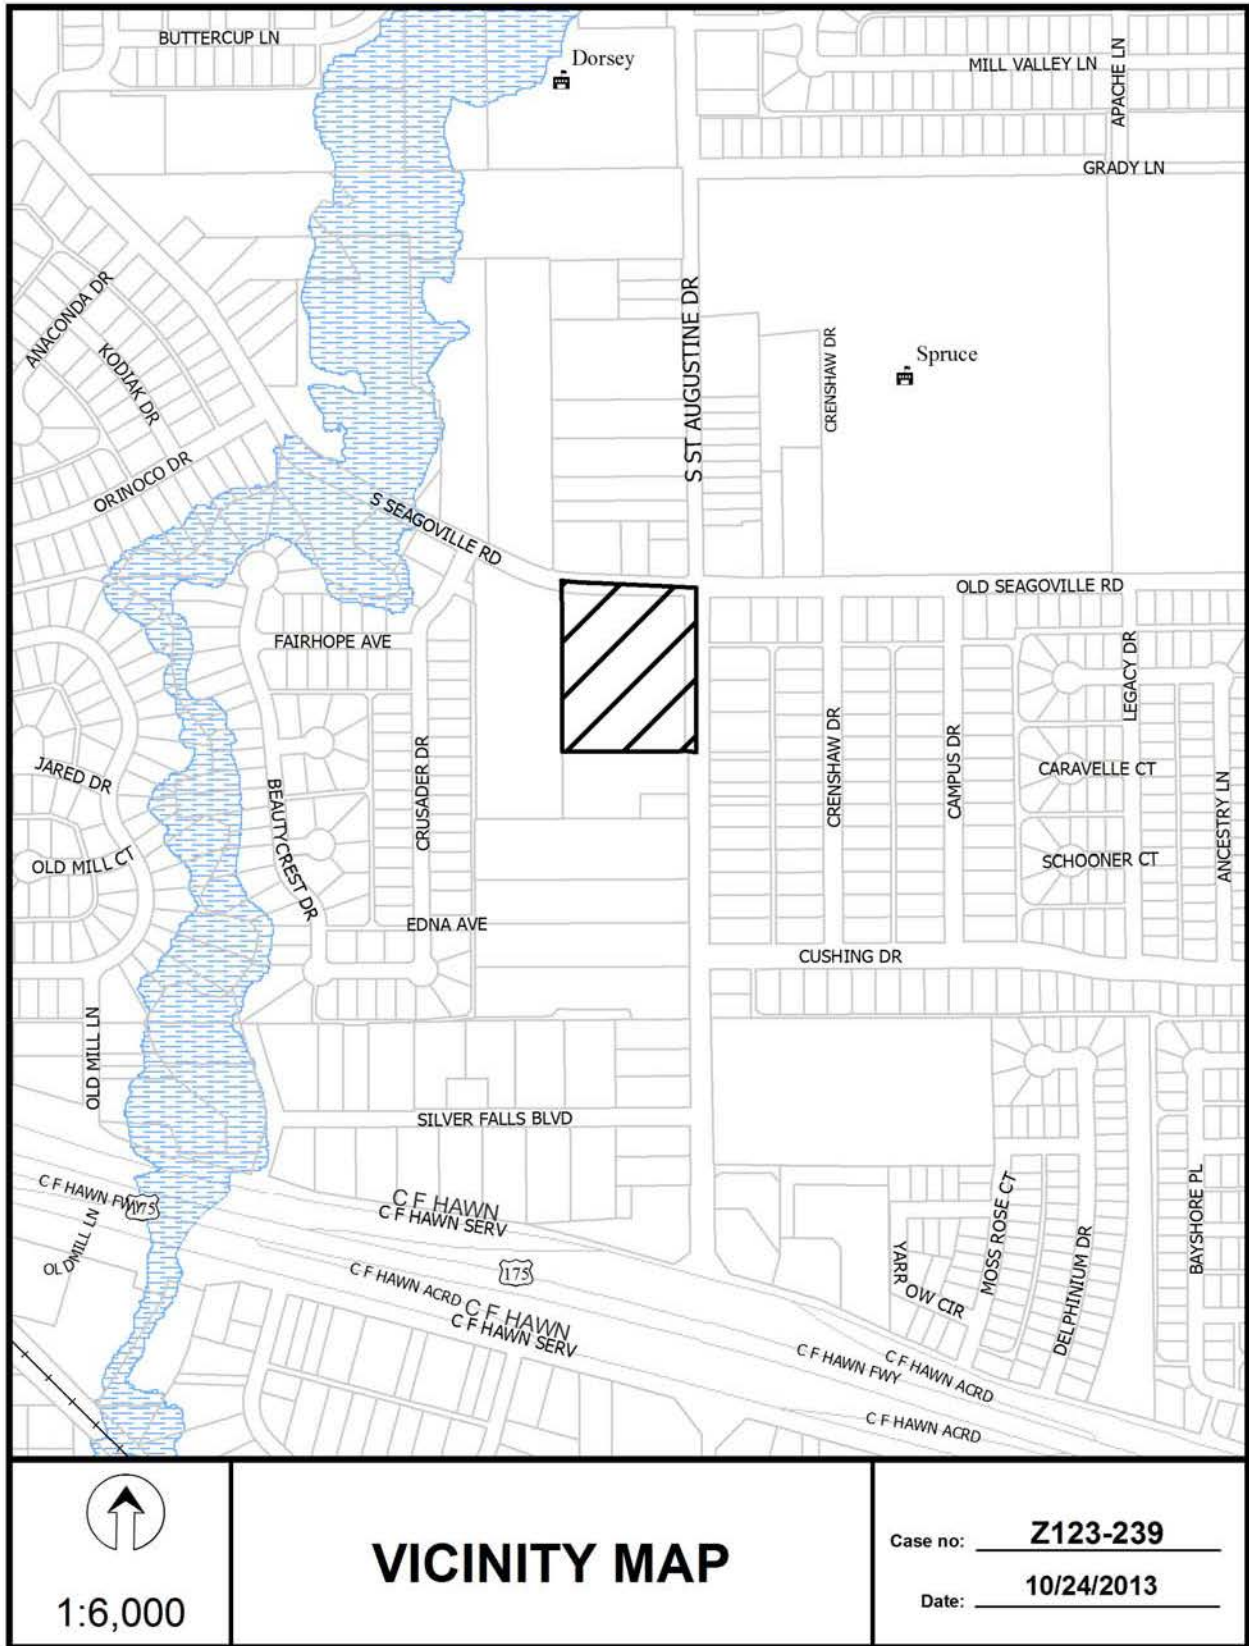 BUTTERCUP LN
Dorsey
MILL VALLEY LN
APACHE LN
GRADY LN
ANACONDA DR
KODIAK DR
ORINOCO DR
S ST AUGUSTINE DR
CRENSHAW DR
Spruce
S SEAGOVILLE RD
OLD SEAGOVILLE RD
FAIRHOPE AVE
LEGACY DR
JARED DR
BEAUTYCREST DR
CRUSADER DR
CRENSHAW DR
CAMPUS DR
CARAVELLE CT
ANCESTRY LN
OLD MILL CT
SCHOONER CT
EDNA AVE
CUSHING DR
OLD MILL LN
SILVER FALLS BLVD
C F HAWN FWY
175
C F HAWN
C F HAWN SERV
OLDMILL LN
175
C F HAWN ACRD
C F HAWN
C F HAWN SERV
YARROW CIR
MOSS ROSE CT
DELPHINIUM DR
BAYSHORE PL
C F HAWN FWY
C F HAWN ACRD
C F HAWN ACRD
1:6,000
VICINITY MAP
Case no: Z123-239
Date: 10/24/2013